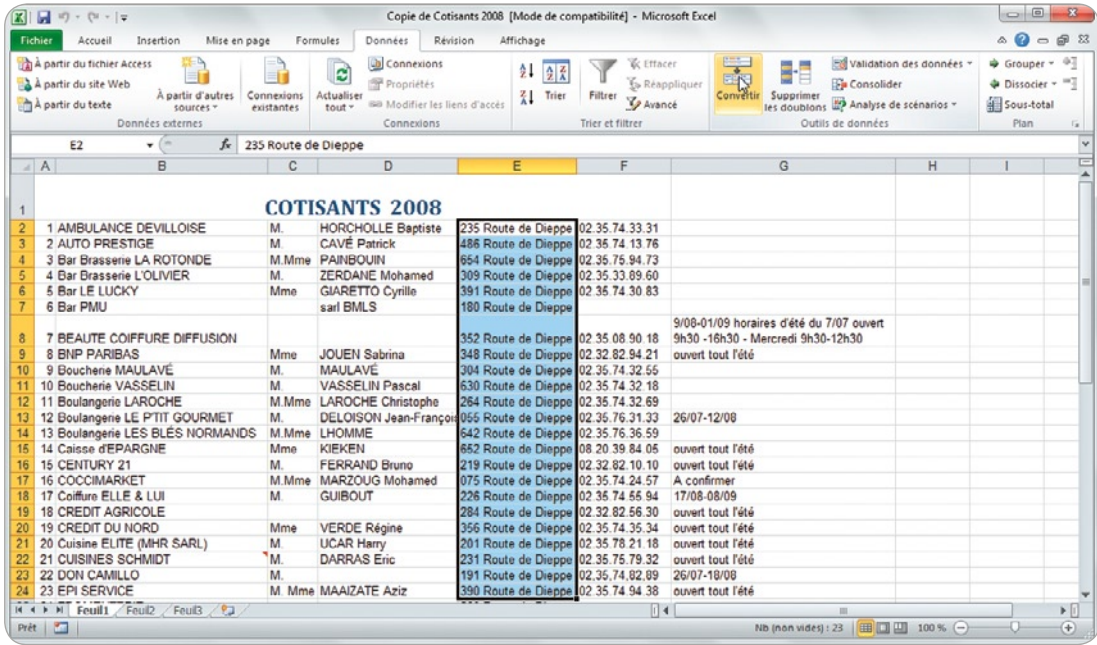 Copie de Cotisants 2008 [Mode de compatibilité] - Microsoft Excel
Fichier Accueil Insertion Mise en page Formules Données Révision Affichage
À partir du fichier Access
À partir du site Web
À partir du texte
À partir d'autres sources
Données externes
Connexions existantes
Actualiser tout
Connexions
Propriétés
Modifier les liens d'accès
Connexions
Trier
Filtrer
Effacer
Réappliquer
Avancé
Trier et filtrer
Convertir
Supprimer les doublons
Validation des données
Consolider
Analyse de scénarios
Outils de données
Grouper
Dissocier
Sous-total
Plan
E2 fx 235 Route de Dieppe
A B C D E F G H I
1 COTISANTS 2008
2 1 AMBULANCE DEVILLOISE M. HORCHOLLE Baptiste 235 Route de Dieppe 02.35.74.33.31
3 2 AUTO PRESTIGE M. CAVÉ Patrick 486 Route de Dieppe 02.35.74.13.76
4 3 Bar Brasserie LA ROTONDE M.Mme PAINBOUIN 654 Route de Dieppe 02.35.75.94.73
5 4 Bar Brasserie L'OLIVIER M. ZERDANE Mohamed 309 Route de Dieppe 02.35.33.89.60
6 5 Bar LE LUCKY Mme GIARETTO Cyrille 391 Route de Dieppe 02.35.74.30.83
7 6 Bar PMU sarl BMLS 180 Route de Dieppe
9/08-01/09 horaires d'été du 7/07 ouvert
8 7 BEAUTE COIFFURE DIFFUSION 352 Route de Dieppe 02.35.08.90.18 9h30 -16h30 - Mercredi 9h30-12h30
9 8 BNP PARIBAS Mme JOUEN Sabrina 348 Route de Dieppe 02.32.82.94.21 ouvert tout l'été
10 9 Boucherie MAULAVÉ M. MAULAVÉ 304 Route de Dieppe 02.35.74.32.55
11 10 Boucherie VASSELIN M. VASSELIN Pascal 630 Route de Dieppe 02.35.74.32.18
12 11 Boulangerie LAROCHE M.Mme LAROCHE Christophe 264 Route de Dieppe 02.35.74.32.69
13 12 Boulangerie LE P'TIT GOURMET M. DELOISON Jean-François 055 Route de Dieppe 02.35.76.31.33 26/07-12/08
14 13 Boulangerie LES BLÉS NORMANDS M.Mme LHOMME 642 Route de Dieppe 02.35.76.36.59
15 14 Caisse d'EPARGNE Mme KIEKEN 652 Route de Dieppe 08.20.39.84.05 ouvert tout l'été
16 15 CENTURY 21 M. FERRAND Bruno 219 Route de Dieppe 02.32.82.10.10 ouvert tout l'été
17 16 COCCIMARKET M.Mme MARZOUG Mohamed 075 Route de Dieppe 02.35.74.24.57 A confirmer
18 17 Coiffure ELLE & LUI M. GUIBOUT 226 Route de Dieppe 02.35.74.55.94 17/08-08/09
19 18 CREDIT AGRICOLE 284 Route de Dieppe 02.32.82.56.30 ouvert tout l'été
20 19 CREDIT DU NORD Mme VERDE Régine 356 Route de Dieppe 02.35.74.35.34 ouvert tout l'été
21 20 Cuisine ELITE (MHR SARL) M. UCAR Harry 201 Route de Dieppe 02.35.78.21.18 ouvert tout l'été
22 21 CUISINES SCHMIDT M. DARRAS Eric 231 Route de Dieppe 02.35.75.79.32 ouvert tout l'été
23 22 DON CAMILLO M. 191 Route de Dieppe 02.35,74,82,89 26/07-18/08
24 23 EPI SERVICE M. Mme MAAIZATE Aziz 390 Route de Dieppe 02.35.74.94.38 ouvert tout l'été
Feuil1 Feuil2 Feuil3
Prêt Nb (non vides) : 23 100 %